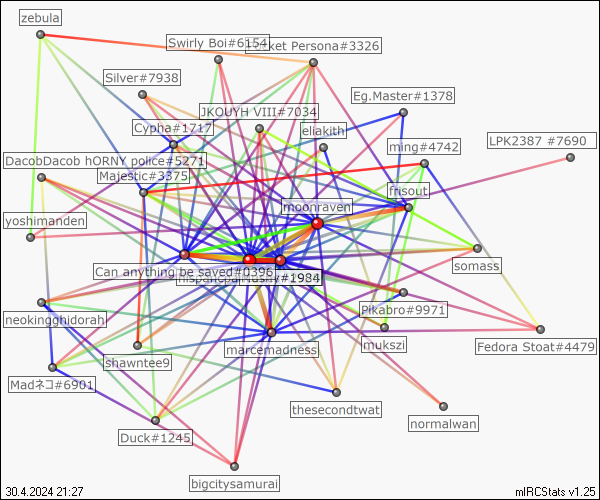 zebula
Swirly Boi#6154
ket Persona#3326
Silver#7938
Eg.Master#1378
JKOUYH VIII#7034
Cypha#1717
eliakith
LPK2387 #7690
ming#4742
DacobDacob hORNY police#5271
Majestic#3375
frisout
moonraven
yoshimanden
somass
Can anything be saved#0396
#1984
Pikabro#9971
neokingghidorah
mukszi
marcemadness
Fedora Stoat#4479
shawntee9
Madネコ#6901
thesecondtwat
normalwan
Duck#1245
bigcitysamurai
30.4.2024 21:27
mIRCStats v1.25